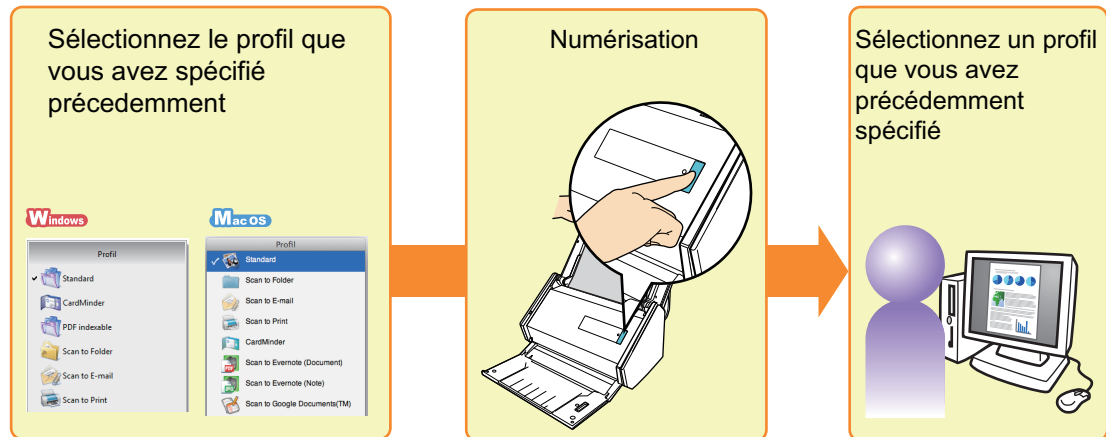 Sélectionnez le profil que
vous avez spécifié
précedemment
Windows
Profil
Standard
CardMinder
PDF indexable
Scan to Folder
Scan to E-mail
Scan to Print
Mac OS
Profil
Standard
Scan to Folder
Scan to E-mail
Scan to Print
CardMinder
Scan to Evernote (Document)
Scan to Evernote (Note)
Scan to Google Documents(TM)
Numérisation
Sélectionnez un profil
que vous avez
précédemment
spécifié